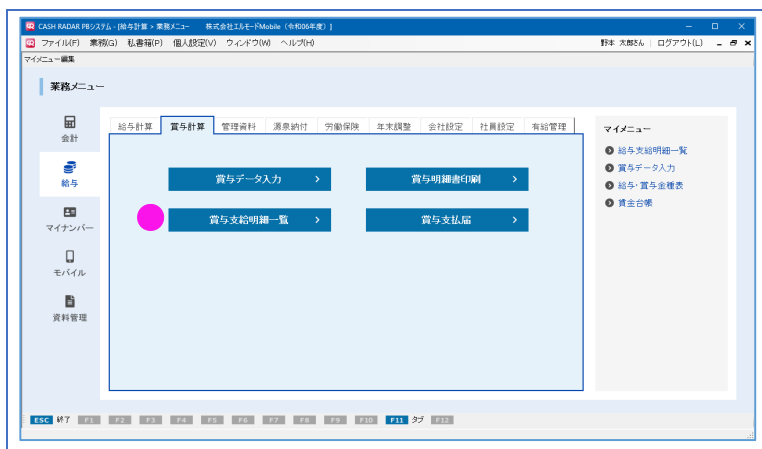 CASH RADAR PBシステム - [給与計算 > 業務メニュー 株式会社エルモードMobile（令和06年度）]
ファイル(F) 業務(G) 私書箱(P) 個人設定(V) ウィンドウ(W) ヘルプ(H) 野本 太郎さん | ログアウト(L)
マイメニュー編集
業務メニュー
会計
給与
マイナンバー
モバイル
資料管理
給与計算 賞与計算 管理資料 源泉納付 労働保険 年末調整 会社設定 社員設定 有給管理
賞与データ入力
賞与明細書印刷
賞与支給明細一覧
賞与支払届
マイメニュー
給与支給明細一覧
賞与データ入力
給与・賞与金種表
賃金台帳
ESC 終了 F1 F2 F3 F4 F5 F6 F7 F8 F9 F10 F11 タブ F12